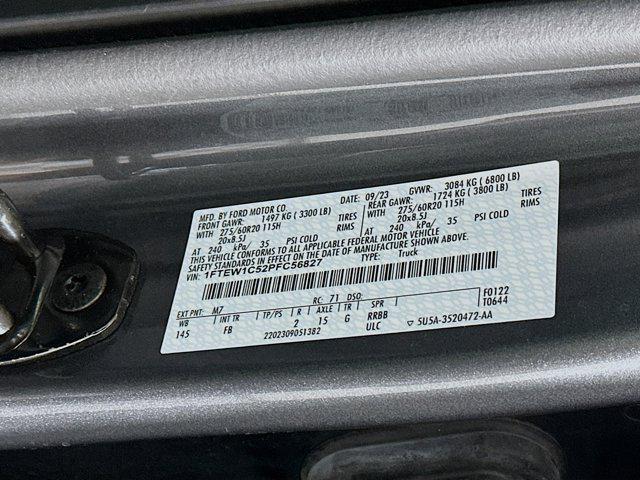 MFD. BY FORD MOTOR CO. DATE: 09/23 GVWR: 3084 KG ( 6800 LB)
FRONT GAWR: 1497 KG ( 3300 LB) REAR GAWR: 1724 KG ( 3800 LB)
WITH 275/60R20 115H TIRES WITH 275/60R20 115H TIRES
20x8.5J RIMS 20x8.5J RIMS
AT 240 kPa/ 35 PSI COLD AT 240 kPa/ 35 PSI COLD
THIS VEHICLE CONFORMS TO ALL APPLICABLE FEDERAL MOTOR VEHICLE
SAFETY STANDARDS IN EFFECT ON THE DATE OF MANUFACTURE SHOWN ABOVE.
VIN: 1FTEW1C52PFC56827 TYPE: Truck
F0122
T0644
EXT PNT: M7 RC: 71 DSO:
WB INT TR TP/PS R AXLE TR SPR
145 FB 2 15 G RRBB
2202309051382 ULC ▽ 5U5A-3520472-AA